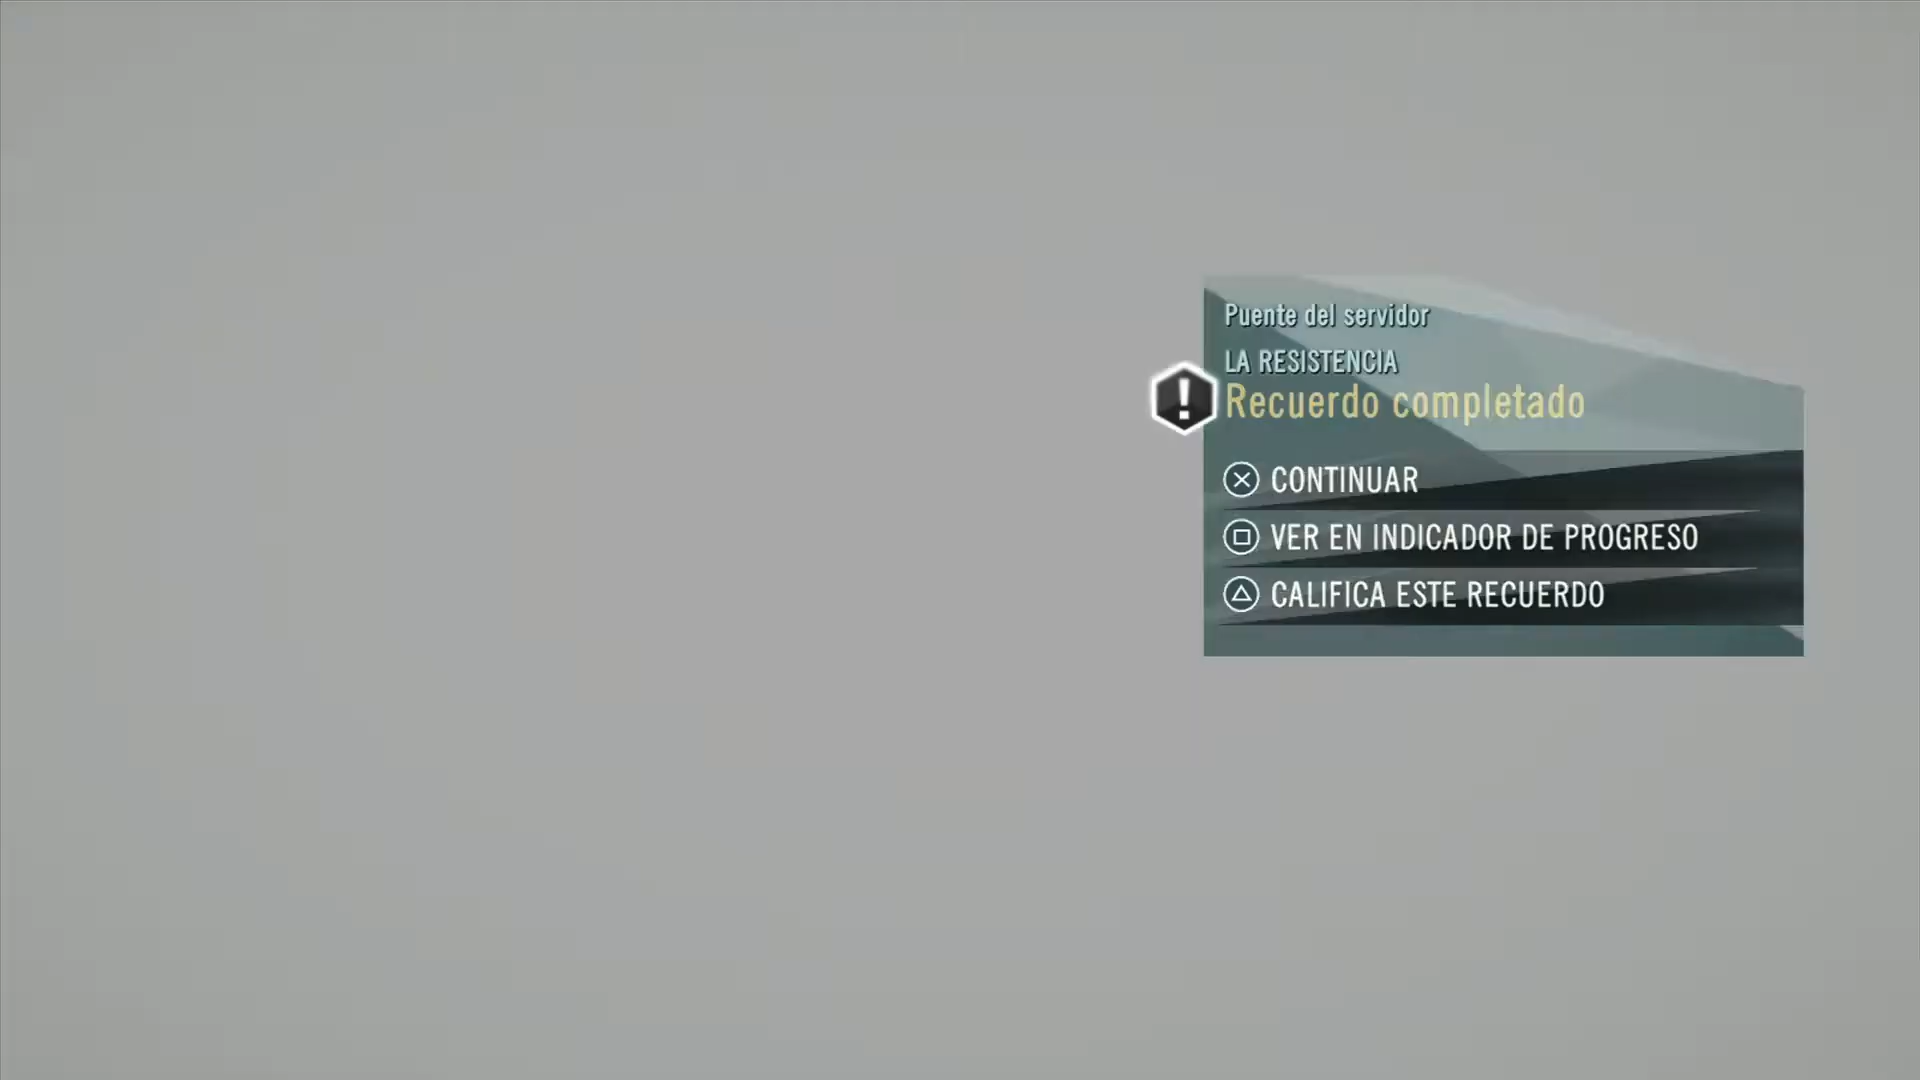 Puente del servidor
LA RESISTENCIA
Recuerdo completado
CONTINUAR
VER EN INDICADOR DE PROGRESO
CALIFICA ESTE RECUERDO